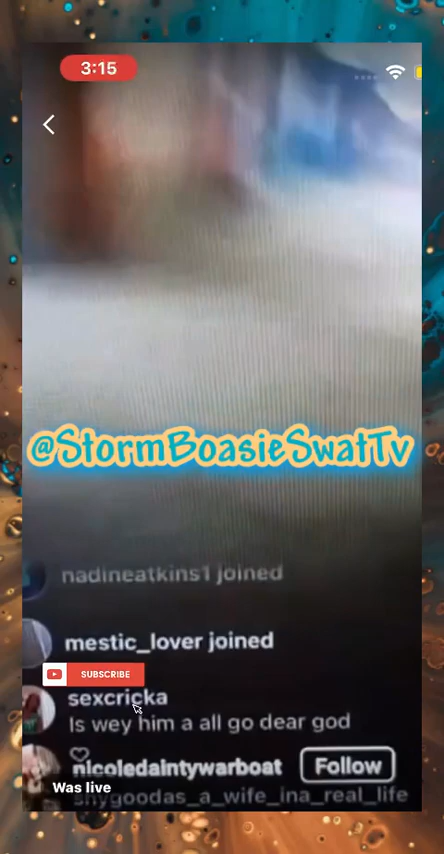 3:15
@StormBoasieSwatTv
nadineatkins1 joined
mestic_lover joined
SUBSCRIBE
sexcricka
Is wey him a all go dear god
nicoledaintywarboat Follow
Was live
shygoodas_a_wife_ina_real_life